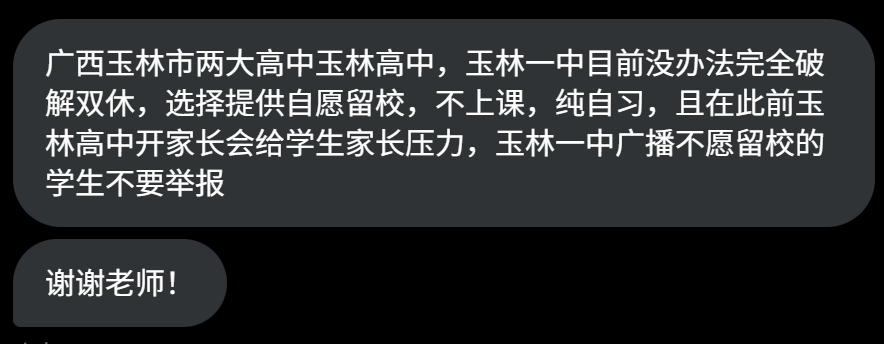 广西玉林市两大高中玉林高中，玉林一中目前没办法完全破
解双休，选择提供自愿留校，不上课，纯自习，且在此前玉
林高中开家长会给学生家长压力，玉林一中广播不愿留校的
学生不要举报
谢谢老师！